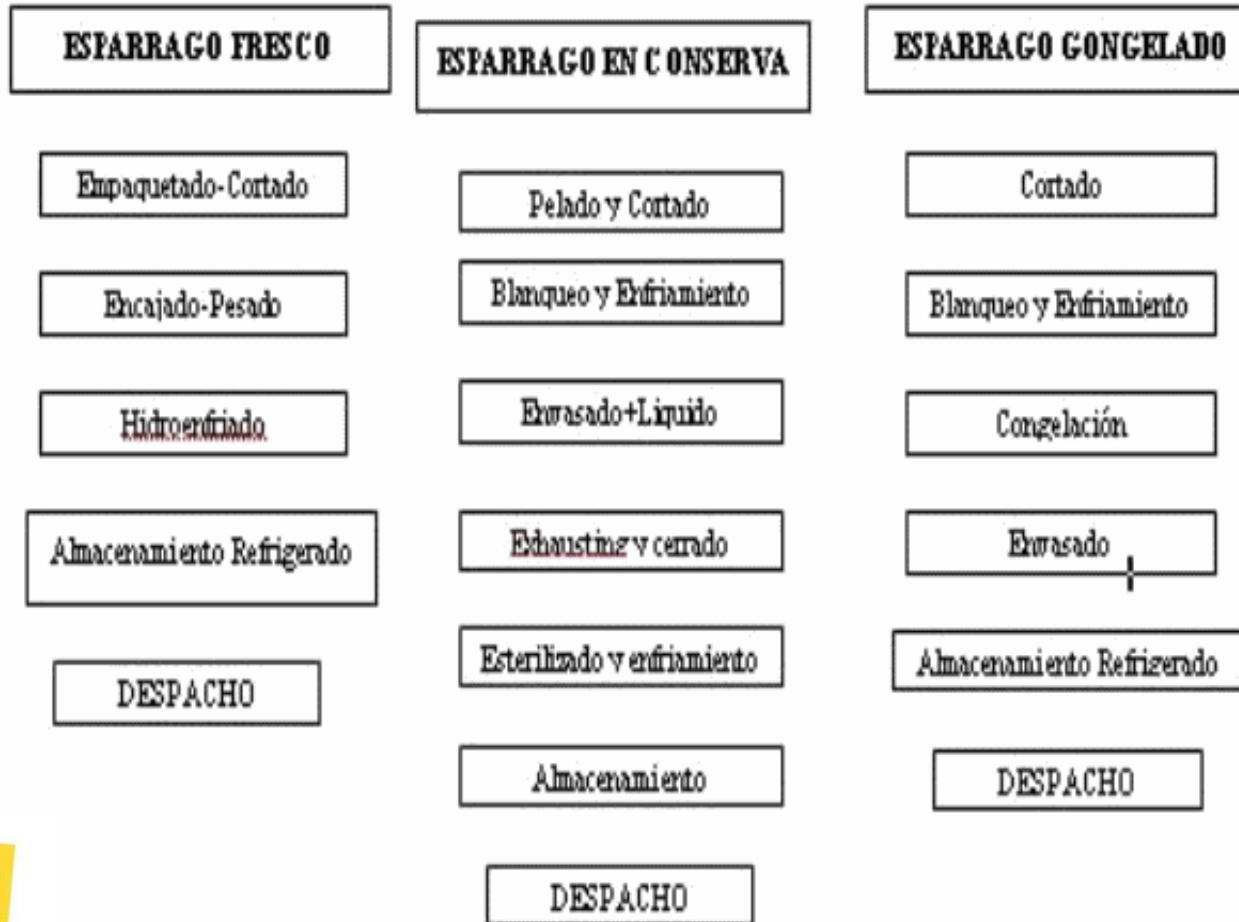 ESPARRAGO FRESCO
Empaquetado-Cortado
Encajado-Pesado
Hidroenfriado
Almacenamiento Refrigerado
DESPACHO
ESPARRAGO EN C ONSERVA
Pelado y Cortado
Blanqueo y Enfriamiento
Envasado+Liquido
Exhausting y cerrado
Esterilizado y enfriamiento
Almacenamiento
DESPACHO
ESPARRAGO GONGELADO
Cortado
Blanqueo y Enfriamiento
Congelación
Envasado
Almacenamiento Refrigerado
DESPACHO